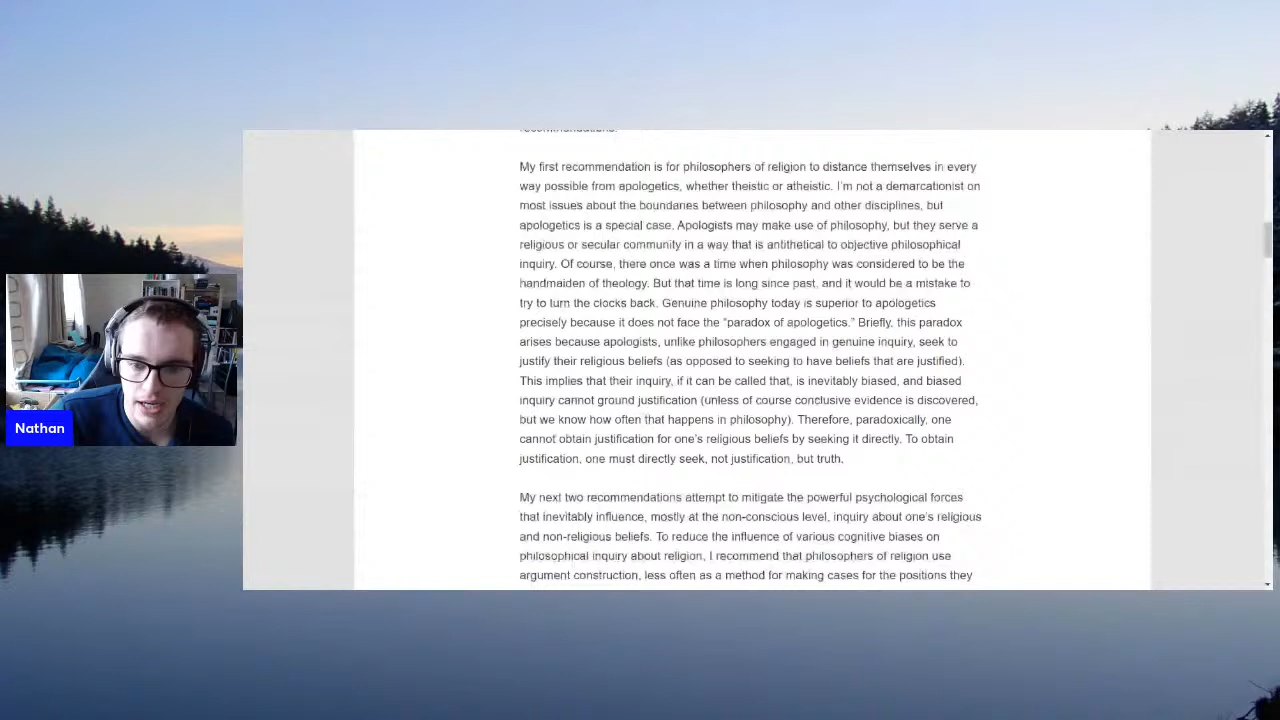 recommendations.
My first recommendation is for philosophers of religion to distance themselves in every
way possible from apologetics, whether theistic or atheistic. I'm not a demarcationist on
most issues about the boundaries between philosophy and other disciplines, but
apologetics is a special case. Apologists may make use of philosophy, but they serve a
religious or secular community in a way that is antithetical to objective philosophical
inquiry. Of course, there once was a time when philosophy was considered to be the
handmaiden of theology. But that time is long since past, and it would be a mistake to
try to turn the clocks back. Genuine philosophy today is superior to apologetics
precisely because it does not face the “paradox of apologetics.” Briefly, this paradox
arises because apologists, unlike philosophers engaged in genuine inquiry, seek to
justify their religious beliefs (as opposed to seeking to have beliefs that are justified).
This implies that their inquiry, if it can be called that, is inevitably biased, and biased
inquiry cannot ground justification (unless of course conclusive evidence is discovered,
but we know how often that happens in philosophy). Therefore, paradoxically, one
cannot obtain justification for one's religious beliefs by seeking it directly. To obtain
justification, one must directly seek, not justification, but truth.
My next two recommendations attempt to mitigate the powerful psychological forces
that inevitably influence, mostly at the non-conscious level, inquiry about one's religious
and non-religious beliefs. To reduce the influence of various cognitive biases on
philosophical inquiry about religion, I recommend that philosophers of religion use
argument construction, less often as a method for making cases for the positions they
Nathan